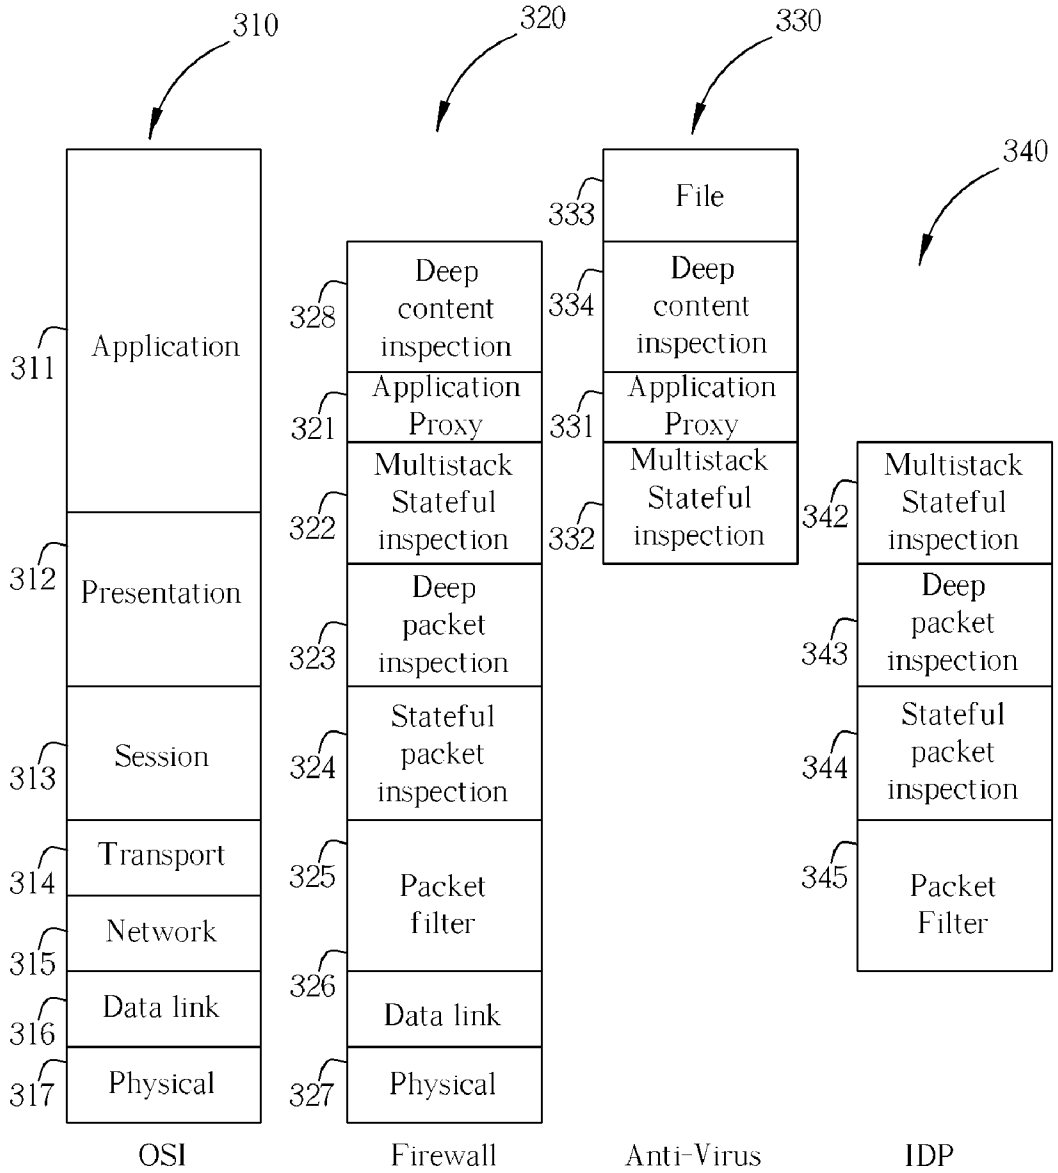 310
320
330
340
311
Application
312
Presentation
313
Session
314
Transport
315
Network
316
Data link
317
Physical
OSI
328
Deep
content
inspection
321
Application
Proxy
322
Multistack
Stateful
inspection
323
Deep
packet
inspection
324
Stateful
packet
inspection
325
Packet
filter
326
Data link
327
Physical
Firewall
333
File
334
Deep
content
inspection
331
Application
Proxy
332
Multistack
Stateful
inspection
Anti-Virus
342
Multistack
Stateful
inspection
343
Deep
packet
inspection
344
Stateful
packet
inspection
345
Packet
Filter
IDP